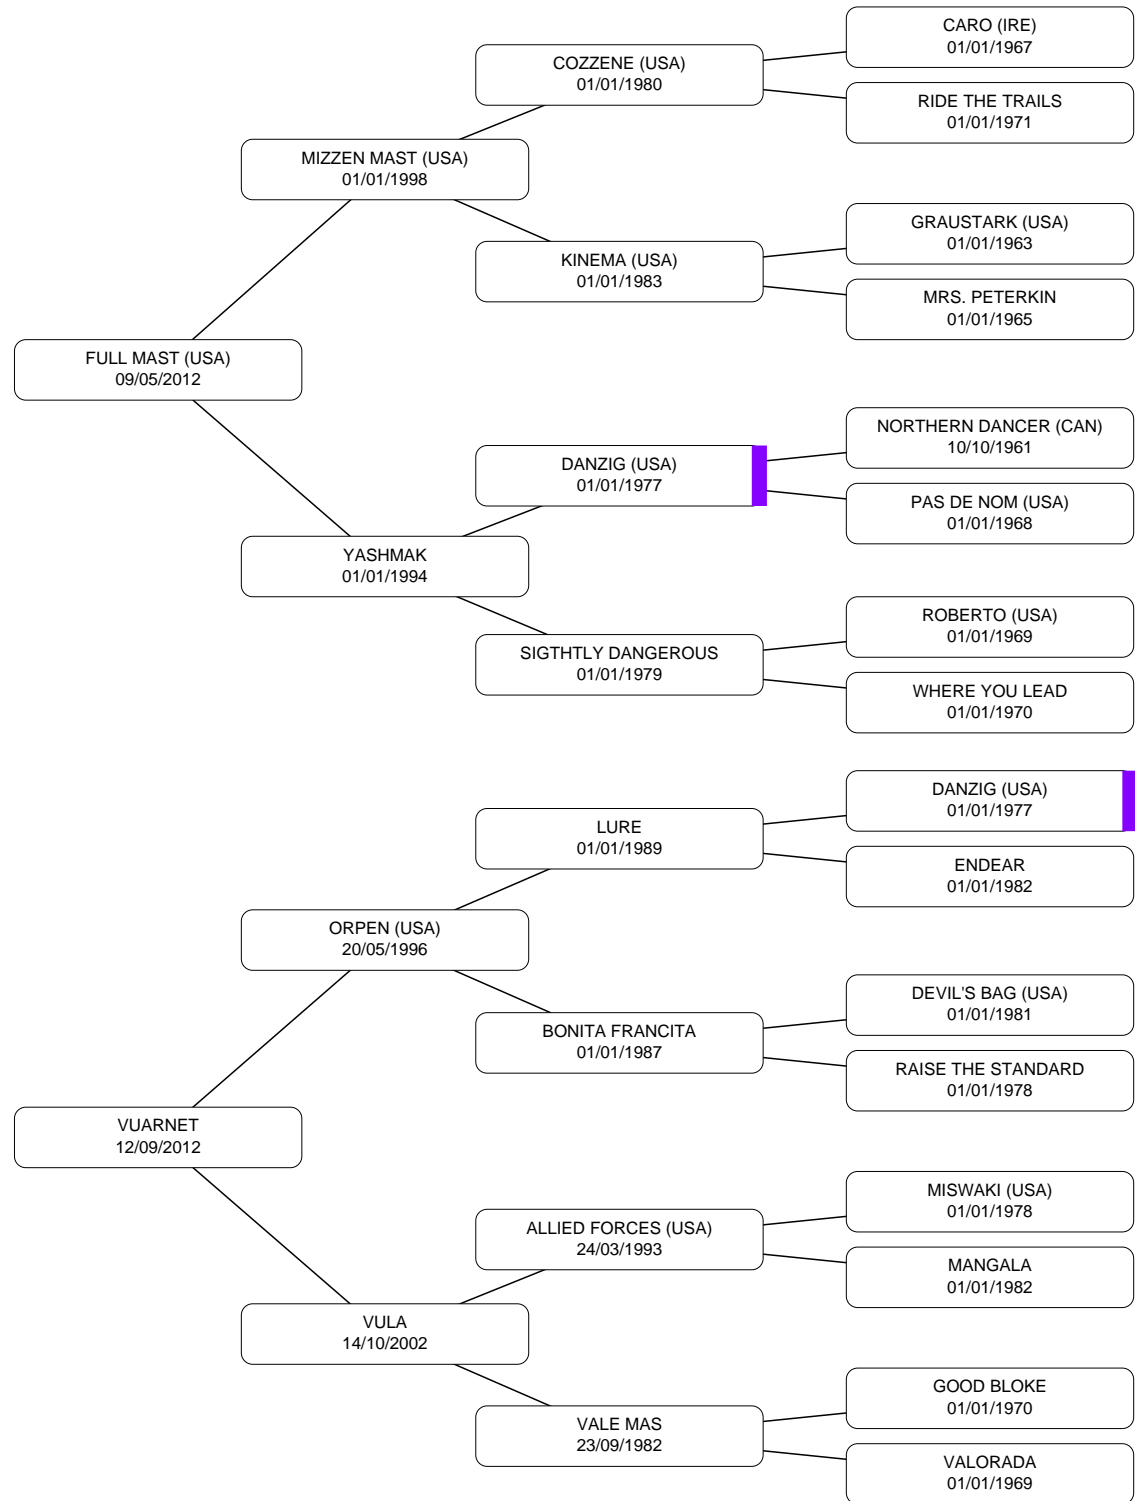 CARO (IRE)
01/01/1967
COZZENE (USA)
01/01/1980
RIDE THE TRAILS
01/01/1971
MIZZEN MAST (USA)
01/01/1998
GRAUSTARK (USA)
01/01/1963
KINEMA (USA)
01/01/1983
MRS. PETERKIN
01/01/1965
FULL MAST (USA)
09/05/2012
NORTHERN DANCER (CAN)
10/10/1961
DANZIG (USA)
01/01/1977
PAS DE NOM (USA)
01/01/1968
YASHMAK
01/01/1994
ROBERTO (USA)
01/01/1969
SIGTHTLY DANGEROUS
01/01/1979
WHERE YOU LEAD
01/01/1970
DANZIG (USA)
01/01/1977
LURE
01/01/1989
ENDEAR
01/01/1982
ORPEN (USA)
20/05/1996
DEVIL'S BAG (USA)
01/01/1981
BONITA FRANCITA
01/01/1987
RAISE THE STANDARD
01/01/1978
VUARNET
12/09/2012
MISWAKI (USA)
01/01/1978
ALLIED FORCES (USA)
24/03/1993
MANGALA
01/01/1982
VULA
14/10/2002
GOOD BLOKE
01/01/1970
VALE MAS
23/09/1982
VALORADA
01/01/1969